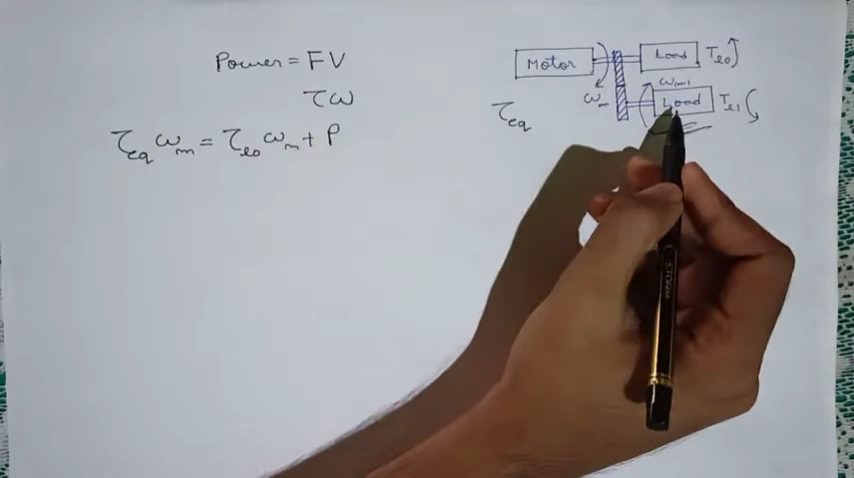 Power = FV
τω
τeq ωm = τl0 ωm + P
Motor
Load Tl0
ωm1
ωm
Load Tl1
τeq